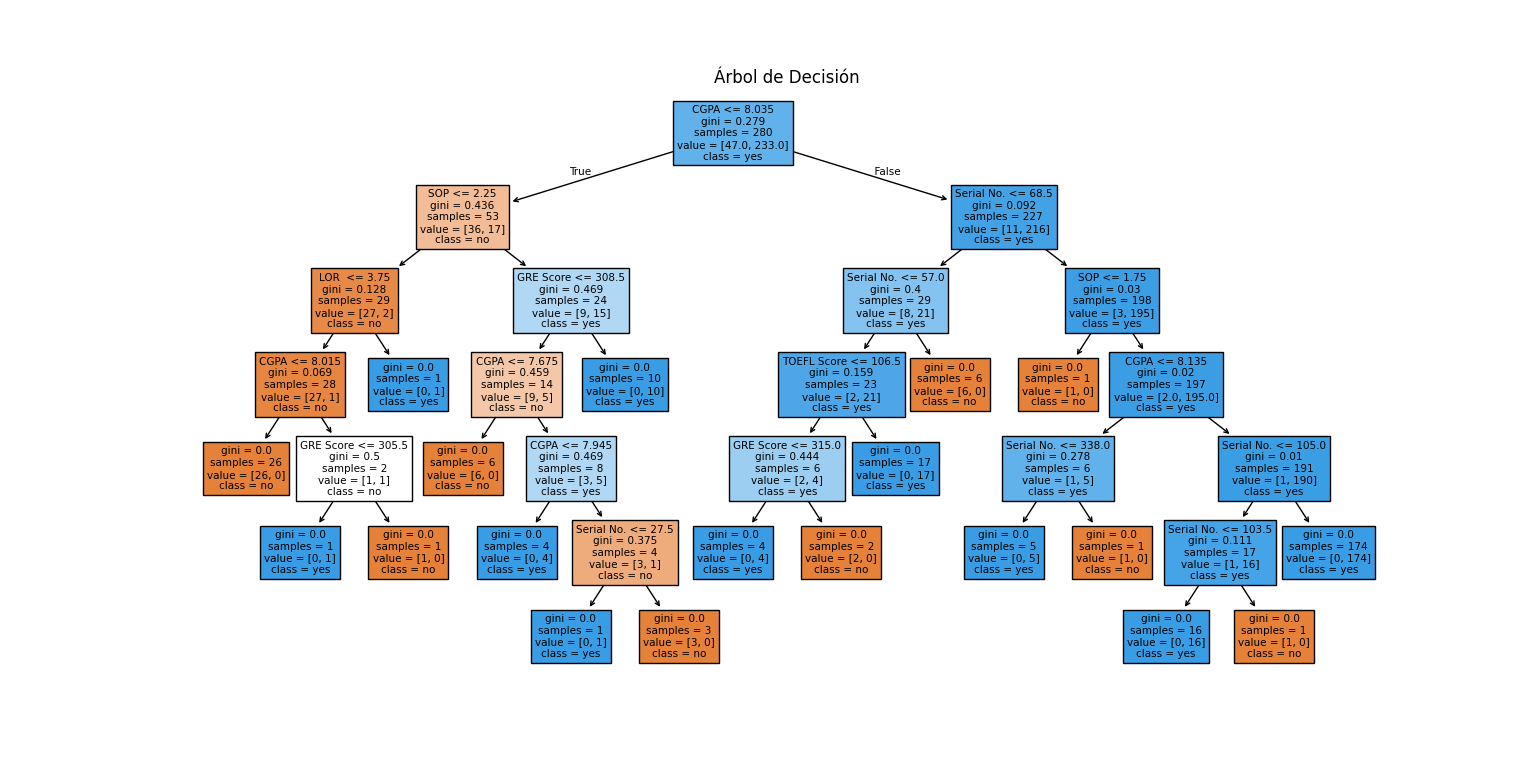 Árbol de Decisión
CGPA <= 8.035
gini = 0.279
samples = 280
value = [47.0, 233.0]
class = yes
True
False
SOP <= 2.25
gini = 0.436
samples = 53
value = [36, 17]
class = no
Serial No. <= 68.5
gini = 0.092
samples = 227
value = [11, 216]
class = yes
LOR  <= 3.75
gini = 0.128
samples = 29
value = [27, 2]
class = no
GRE Score <= 308.5
gini = 0.469
samples = 24
value = [9, 15]
class = yes
Serial No. <= 57.0
gini = 0.4
samples = 29
value = [8, 21]
class = yes
SOP <= 1.75
gini = 0.03
samples = 198
value = [3, 195]
class = yes
CGPA <= 8.015
gini = 0.069
samples = 28
value = [27, 1]
class = no
gini = 0.0
samples = 1
value = [0, 1]
class = yes
CGPA <= 7.675
gini = 0.459
samples = 14
value = [9, 5]
class = no
gini = 0.0
samples = 10
value = [0, 10]
class = yes
TOEFL Score <= 106.5
gini = 0.159
samples = 23
value = [2, 21]
class = yes
gini = 0.0
samples = 6
value = [6, 0]
class = no
gini = 0.0
samples = 1
value = [1, 0]
class = no
CGPA <= 8.135
gini = 0.02
samples = 197
value = [2.0, 195.0]
class = yes
gini = 0.0
samples = 26
value = [26, 0]
class = no
GRE Score <= 305.5
gini = 0.5
samples = 2
value = [1, 1]
class = no
gini = 0.0
samples = 6
value = [6, 0]
class = no
CGPA <= 7.945
gini = 0.469
samples = 8
value = [3, 5]
class = yes
GRE Score <= 315.0
gini = 0.444
samples = 6
value = [2, 4]
class = yes
gini = 0.0
samples = 17
value = [0, 17]
class = yes
Serial No. <= 338.0
gini = 0.278
samples = 6
value = [1, 5]
class = yes
Serial No. <= 105.0
gini = 0.01
samples = 191
value = [1, 190]
class = yes
gini = 0.0
samples = 1
value = [0, 1]
class = yes
gini = 0.0
samples = 1
value = [1, 0]
class = no
gini = 0.0
samples = 4
value = [0, 4]
class = yes
Serial No. <= 27.5
gini = 0.375
samples = 4
value = [3, 1]
class = no
gini = 0.0
samples = 4
value = [0, 4]
class = yes
gini = 0.0
samples = 2
value = [2, 0]
class = no
gini = 0.0
samples = 5
value = [0, 5]
class = yes
gini = 0.0
samples = 1
value = [1, 0]
class = no
Serial No. <= 103.5
gini = 0.111
samples = 17
value = [1, 16]
class = yes
gini = 0.0
samples = 174
value = [0, 174]
class = yes
gini = 0.0
samples = 1
value = [0, 1]
class = yes
gini = 0.0
samples = 3
value = [3, 0]
class = no
gini = 0.0
samples = 16
value = [0, 16]
class = yes
gini = 0.0
samples = 1
value = [1, 0]
class = no